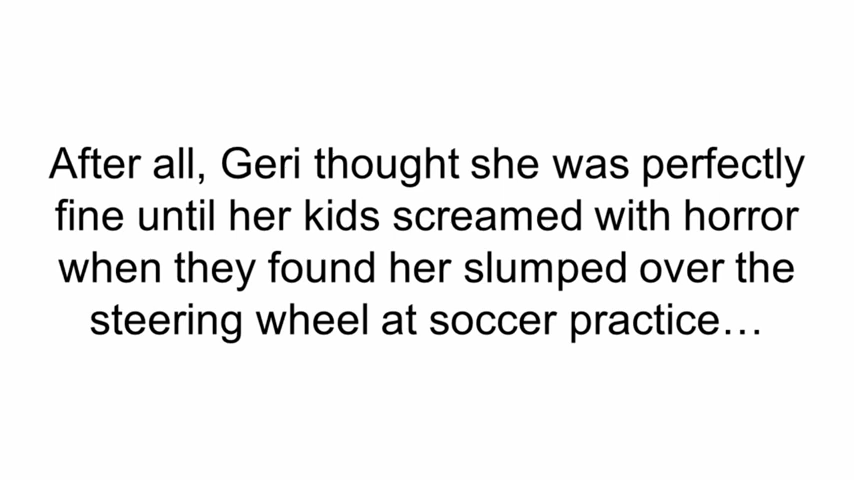 After all, Geri thought she was perfectly
fine until her kids screamed with horror
when they found her slumped over the
steering wheel at soccer practice…